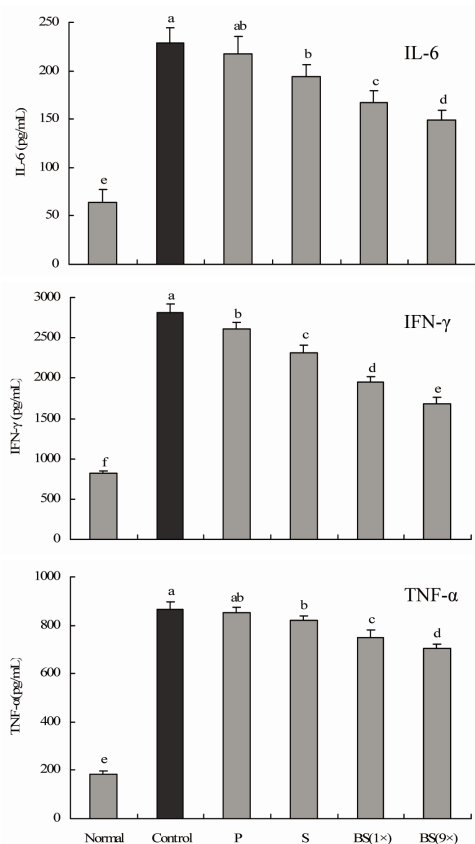 250
200
150
100
50
0
IL-6 (pg/mL)
IL-6
e
a
ab
b
c
d
3000
2500
2000
1500
1000
500
0
IFN-γ (pg/mL)
IFN-γ
f
a
b
c
d
e
1000
800
600
400
200
0
TNF-α(pg/mL)
TNF-α
e
a
ab
b
c
d
Normal Control P S BS(1×) BS(9×)